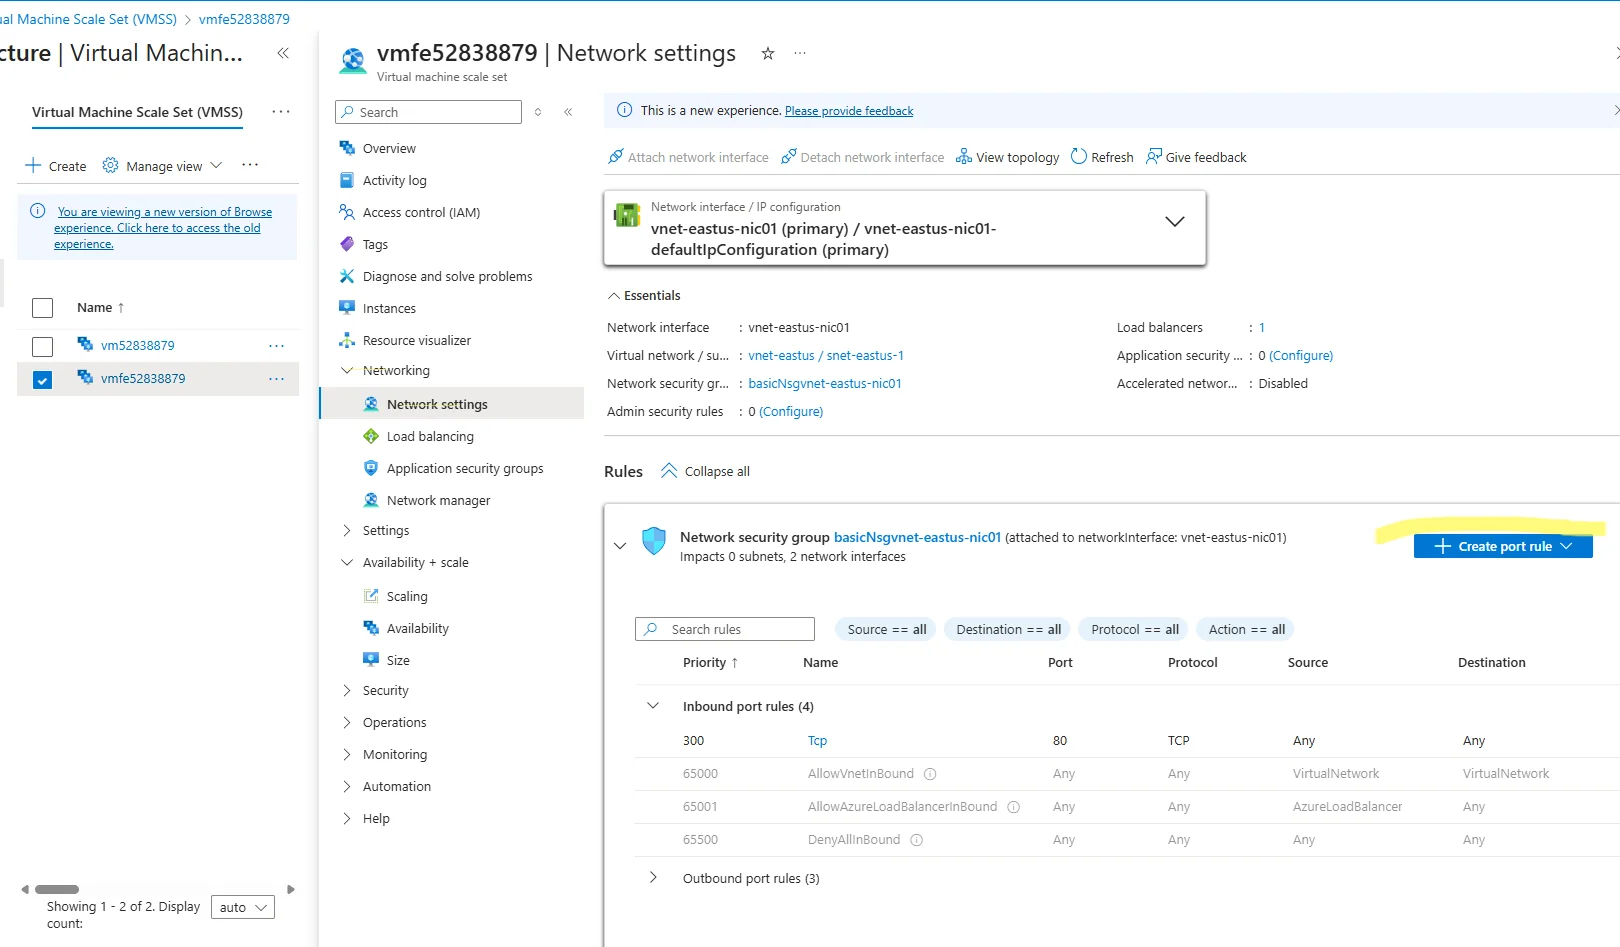 ual Machine Scale Set (VMSS) > vmfe52838879
cture | Virtual Machin...
Virtual Machine Scale Set (VMSS)
Create
Manage view
You are viewing a new version of Browse
experience. Click here to access the old
experience.
Name ↑
vm52838879
vmfe52838879
Showing 1 - 2 of 2. Display
count:
auto
vmfe52838879 | Network settings
Virtual machine scale set
Search
Overview
Activity log
Access control (IAM)
Tags
Diagnose and solve problems
Instances
Resource visualizer
Networking
Network settings
Load balancing
Application security groups
Network manager
Settings
Availability + scale
Scaling
Availability
Size
Security
Operations
Monitoring
Automation
Help
This is a new experience. Please provide feedback
Attach network interface
Detach network interface
View topology
Refresh
Give feedback
Network interface / IP configuration
vnet-eastus-nic01 (primary) / vnet-eastus-nic01-
defaultIpConfiguration (primary)
Essentials
Network interface : vnet-eastus-nic01
Virtual network / su... : vnet-eastus / snet-eastus-1
Network security gr... : basicNsgvnet-eastus-nic01
Admin security rules : 0 (Configure)
Load balancers : 1
Application security ... : 0 (Configure)
Accelerated networ... : Disabled
Rules
Collapse all
Network security group basicNsgvnet-eastus-nic01 (attached to networkInterface: vnet-eastus-nic01)
Impacts 0 subnets, 2 network interfaces
Create port rule
Search rules
Source == all
Destination == all
Protocol == all
Action == all
Priority ↑ Name Port Protocol Source Destination
Inbound port rules (4)
300 Tcp 80 TCP Any Any
65000 AllowVnetInBound Any Any VirtualNetwork VirtualNetwork
65001 AllowAzureLoadBalancerInBound Any Any AzureLoadBalancer Any
65500 DenyAllInBound Any Any Any Any
Outbound port rules (3)